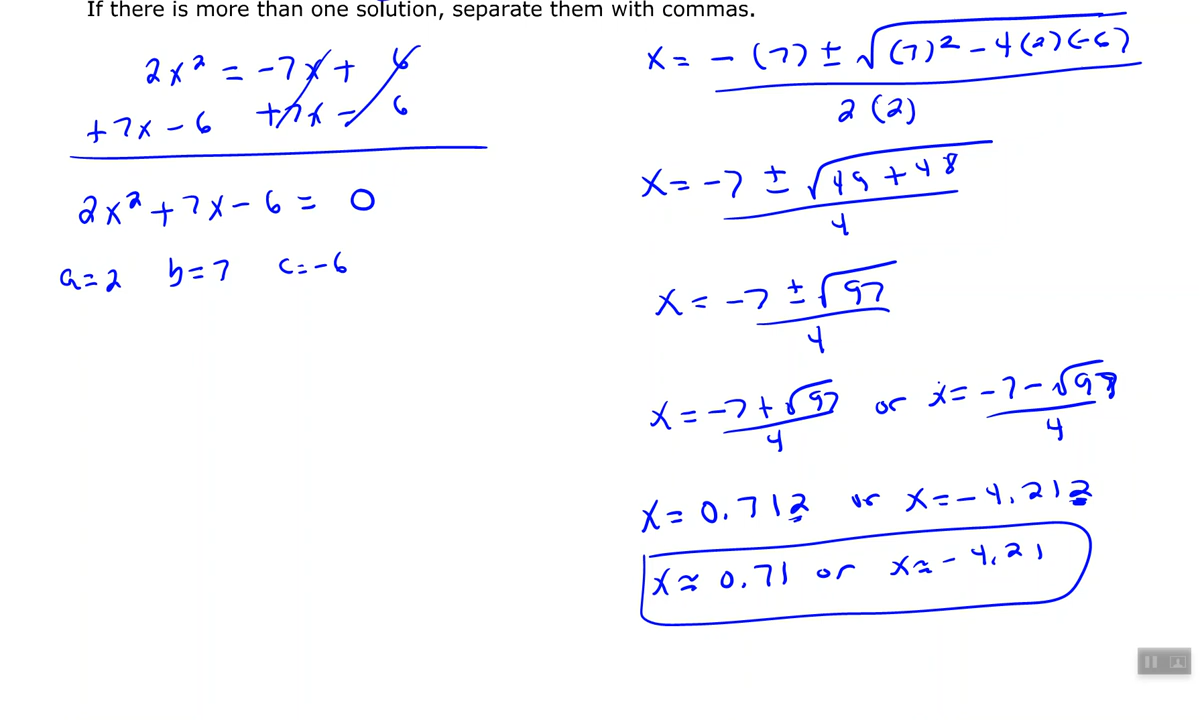 If there is more than one solution, separate them with commas.
2x² = -7x + 6
+7x - 6 +7x - 6
2x² + 7x - 6 = 0
a=2 b=7 c=-6
x = -(7) ± √(7)² - 4(2)(-6)
2(2)
x = -7 ± √49 + 48
4
x = -7 ± √97
4
x = -7 + √97 or x = -7 - √97
4 4
x = 0.712 or x = -4.212
x ≈ 0.71 or x ≈ -4.21